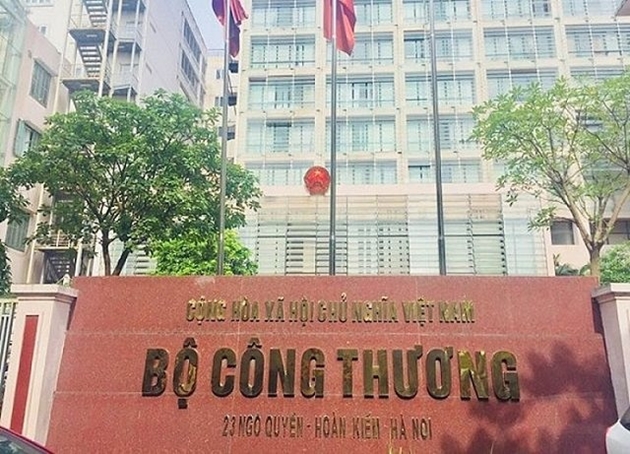 CỘNG HÒA XÃ HỘI CHỦ NGHĨA VIỆT NAM
BỘ CÔNG THƯƠNG
23 NGÔ QUYỀN - HOÀN KIẾM - HÀ NỘI